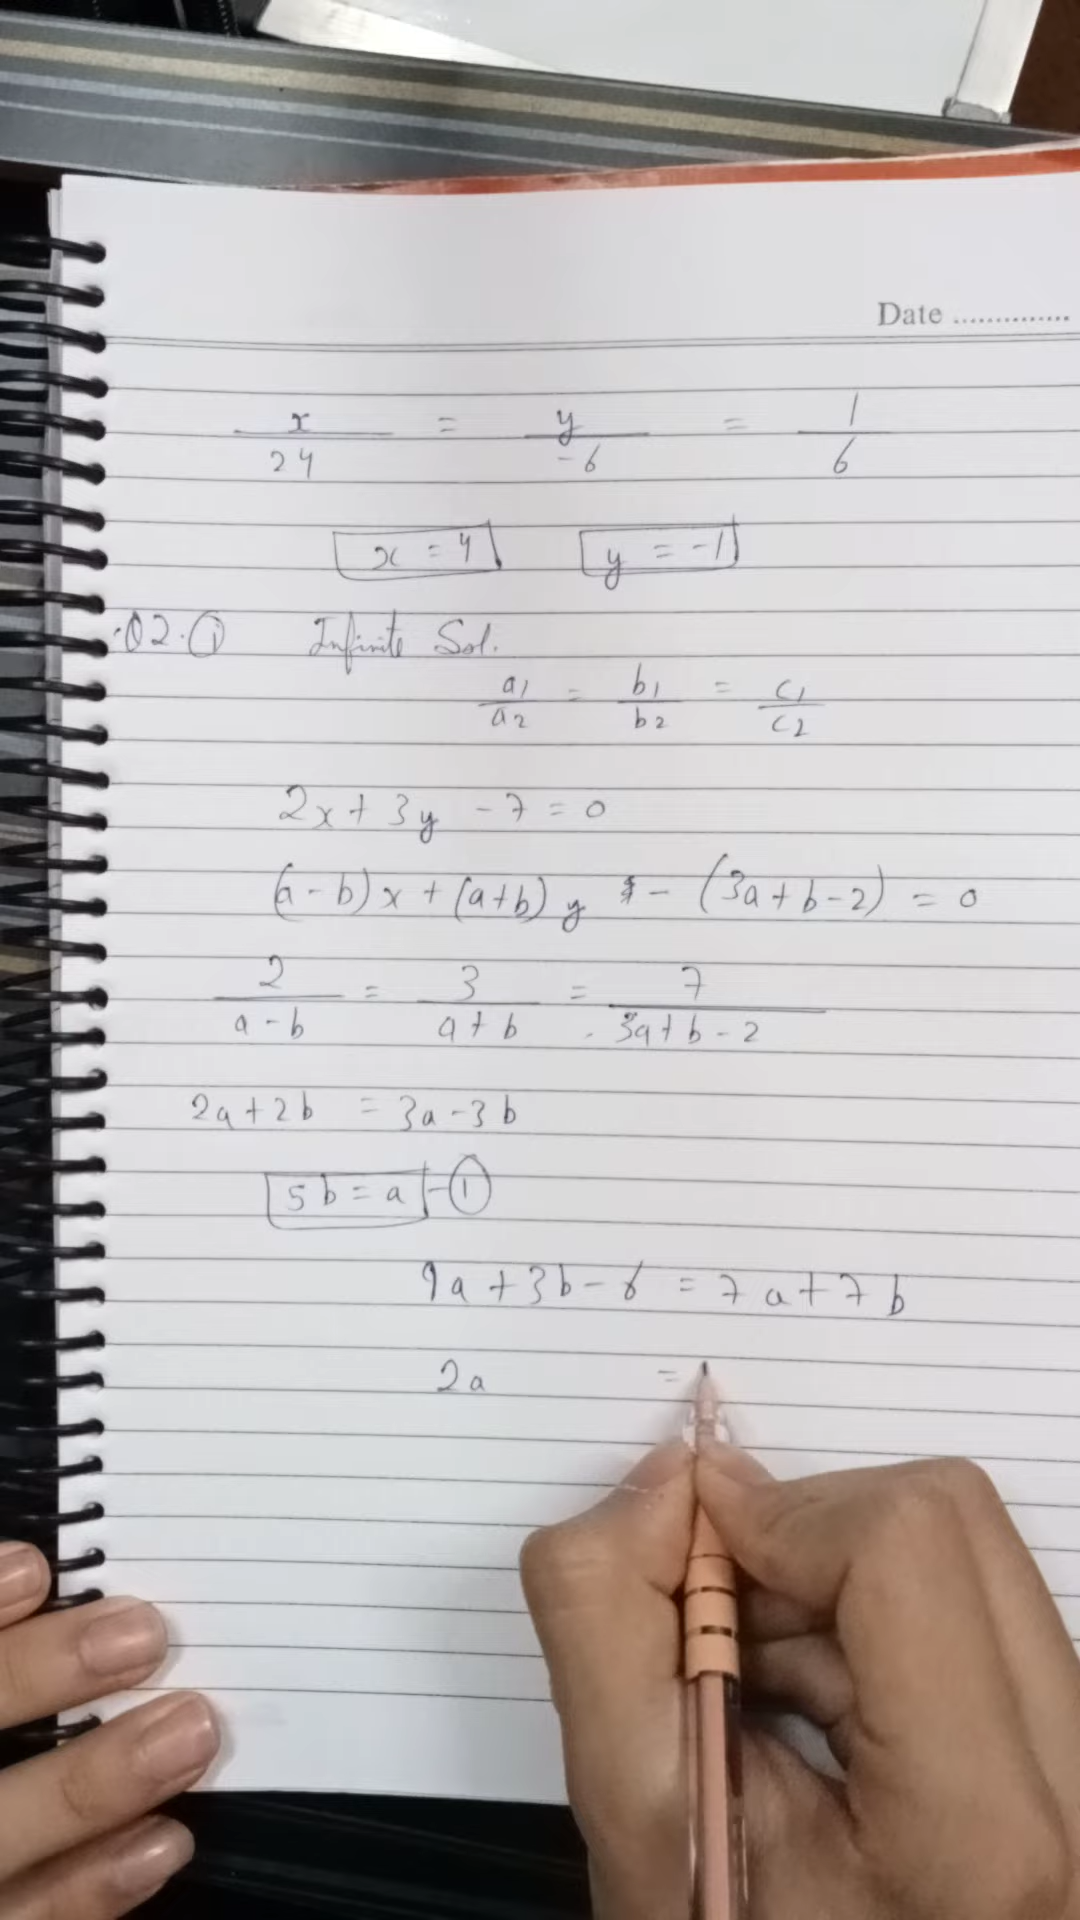 Date ..............
x/24 = y/-6 = 1/6
x = 4 y = -1
Q2. ① Infinite Sol.
a1/a2 = b1/b2 = c1/c2
2x + 3y - 7 = 0
(a - b) x + (a+b) y - (3a + b - 2) = 0
2/(a - b) = 3/(a + b) = 7/(3a + b - 2)
2a + 2b = 3a - 3b
5b = a - ①
9a + 3b - 6 = 7a + 7b
2a =